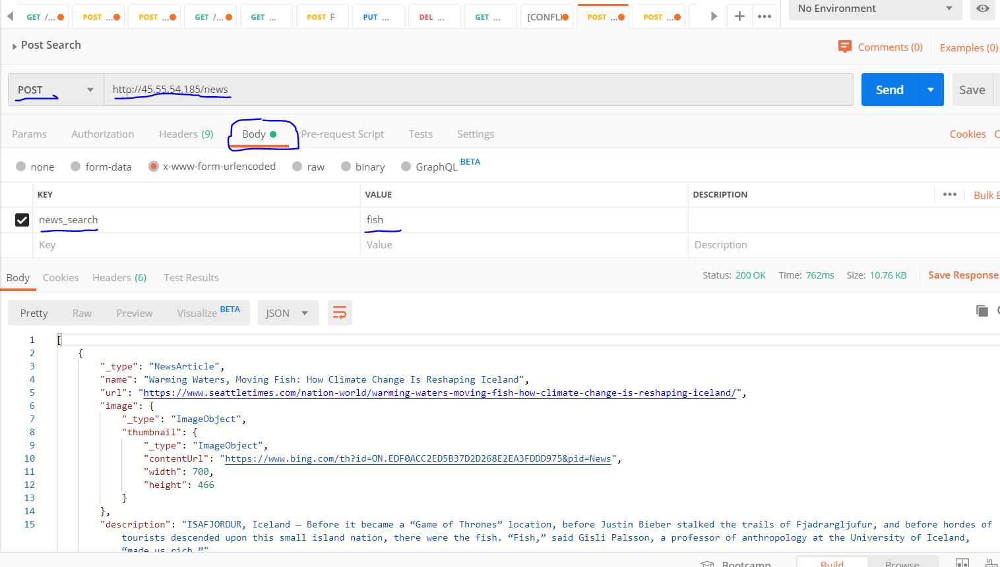 GET /... POST ... POST ... GET /... GET ... POST P PUT ... DEL ... GET ... [CONFLI POST ... POST ... + ••• No Environment
Post Search Comments (0) Examples (0)
POST http://45.55.54.185/news Send Save
Params Authorization Headers (9) Body Pre-request Script Tests Settings Cookies C
none form-data x-www-form-urlencoded raw binary GraphQL BETA
KEY VALUE DESCRIPTION ••• Bulk E
news_search fish
Key Value Description
Body Cookies Headers (6) Test Results Status: 200 OK Time: 762ms Size: 10.76 KB Save Response
Pretty Raw Preview Visualize BETA JSON
1 [
2 {
3 "_type": "NewsArticle",
4 "name": "Warming Waters, Moving Fish: How Climate Change Is Reshaping Iceland",
5 "url": "https://www.seattletimes.com/nation-world/warming-waters-moving-fish-how-climate-change-is-reshaping-iceland/",
6 "image": {
7 "_type": "ImageObject",
8 "thumbnail": {
9 "_type": "ImageObject",
10 "contentUrl": "https://www.bing.com/th?id=ON.EDF0ACC2ED5B37D2D268E2EA3FDDD975&pid=News",
11 "width": 700,
12 "height": 466
13 }
14 },
15 "description": "ISAFJORDUR, Iceland — Before it became a “Game of Thrones” location, before Justin Bieber stalked the trails of Fjadrargljufur, and before hordes of
tourists descended upon this small island nation, there were the fish. “Fish,” said Gisli Palsson, a professor of anthropology at the University of Iceland,
“made us rich.”"
Bootcamp Build Browse